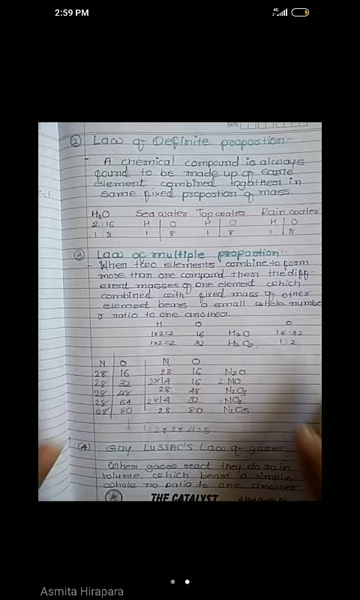 2:59 PM
② Law of Definite proportion-
- A chemical compound is always
found to be made up of same
element combined together in
same fixed proportion of mass.
H2O Sea water Tap water Rain water
2 16 H O H O H O
1 8 1 8 1 8 1 8
③ Law of multiple proportion-
- When two elements combine to form
more than one compound then the diff-
erent masses of one element which
combined with fixed mass of other
element bears a small whole number
ratio to one another.
H O O
1x2=2 16 H2O 16:32
1x2=2 32 H2O2 1:2
N O N O
28 16 28 16 N2O
28 32 2x14 16 NO
28 48 28 48 N2O3
28 64 2x14 32 NO2
28 80 28 80 N2O5
1:2:3:4:5
(4) Gay LUSSAC's Law of gases
When gases react they do so in
volume, which bears a simple
whole no ratio to one another
THE CATALYST
Asmita Hirapara